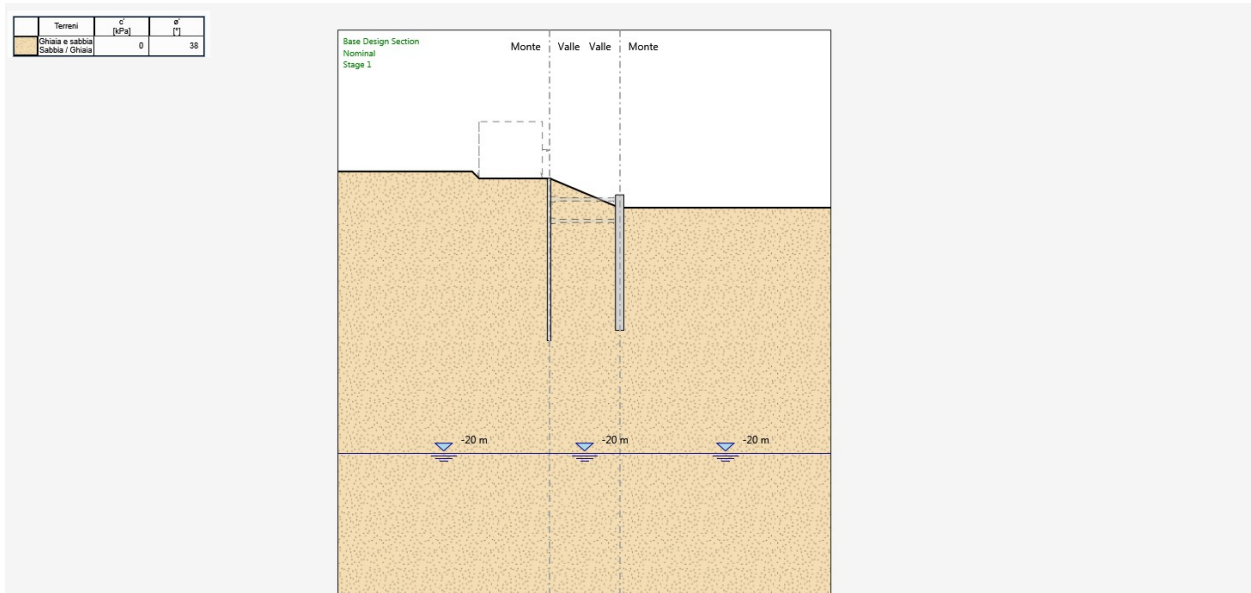 Terreni c' ø'
[kPa] [°]
Ghiaia e sabbia
Sabbia / Ghiaia 0 38
Base Design Section
Nominal
Stage 1
Monte Valle Valle Monte
-20 m -20 m -20 m